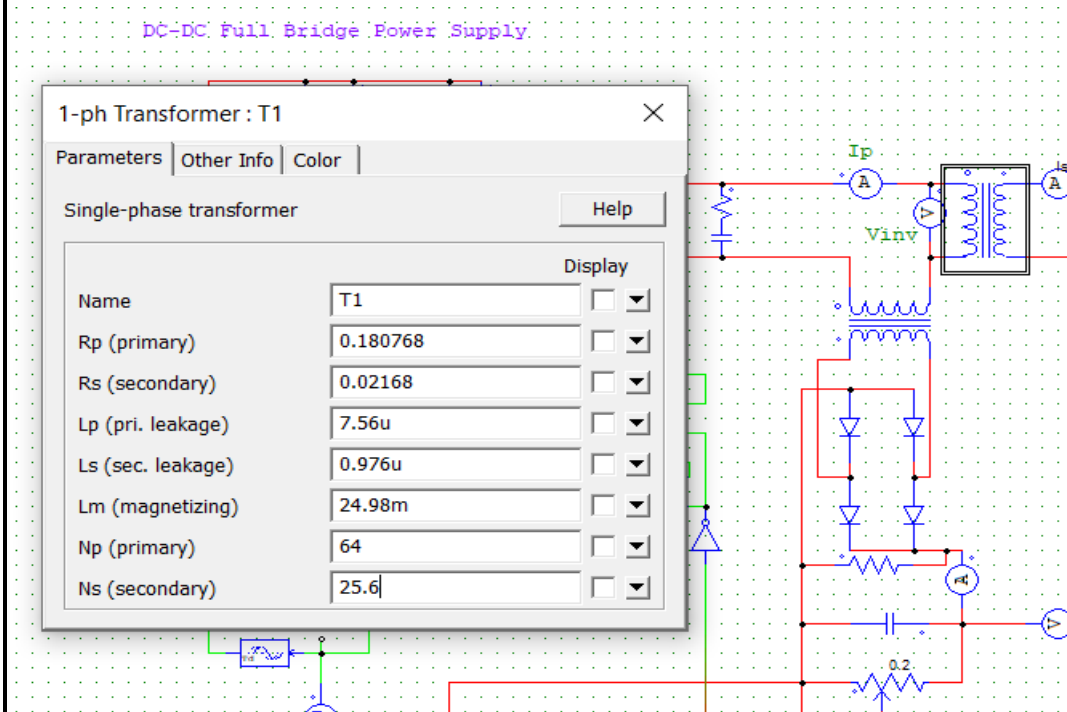 DC-DC Full Bridge Power Supply
1-ph Transformer : T1
Parameters Other Info Color
Single-phase transformer Help
Display
Name T1
Rp (primary) 0.180768
Rs (secondary) 0.02168
Lp (pri. leakage) 7.56u
Ls (sec. leakage) 0.976u
Lm (magnetizing) 24.98m
Np (primary) 64
Ns (secondary) 25.6
Ip
A
A
V
Vinv
A
V
0.2